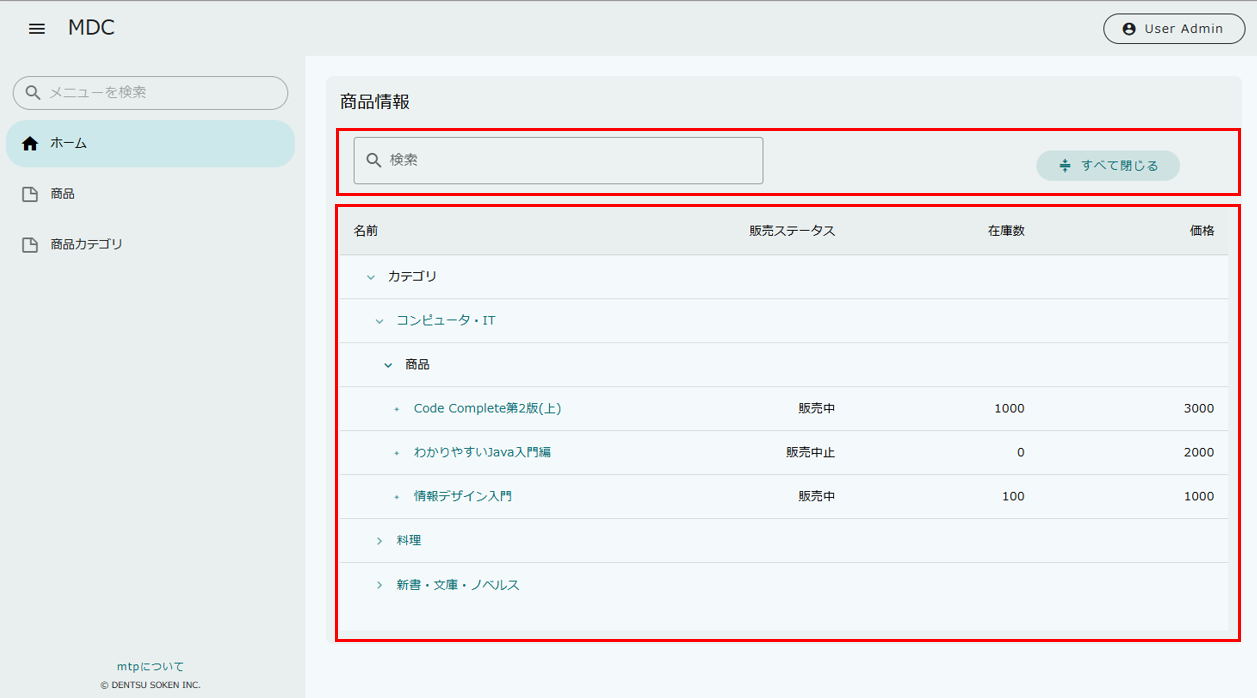 MDC
User Admin
メニューを検索
ホーム
商品
商品カテゴリ
mtpについて
© DENTSU SOKEN INC.
商品情報
検索
すべて閉じる
名前 販売ステータス 在庫数 価格
カテゴリ
コンピュータ・IT
商品
Code Complete第2版(上) 販売中 1000 3000
わかりやすいJava入門編 販売中止 0 2000
情報デザイン入門 販売中 100 1000
料理
新書・文庫・ノベルス